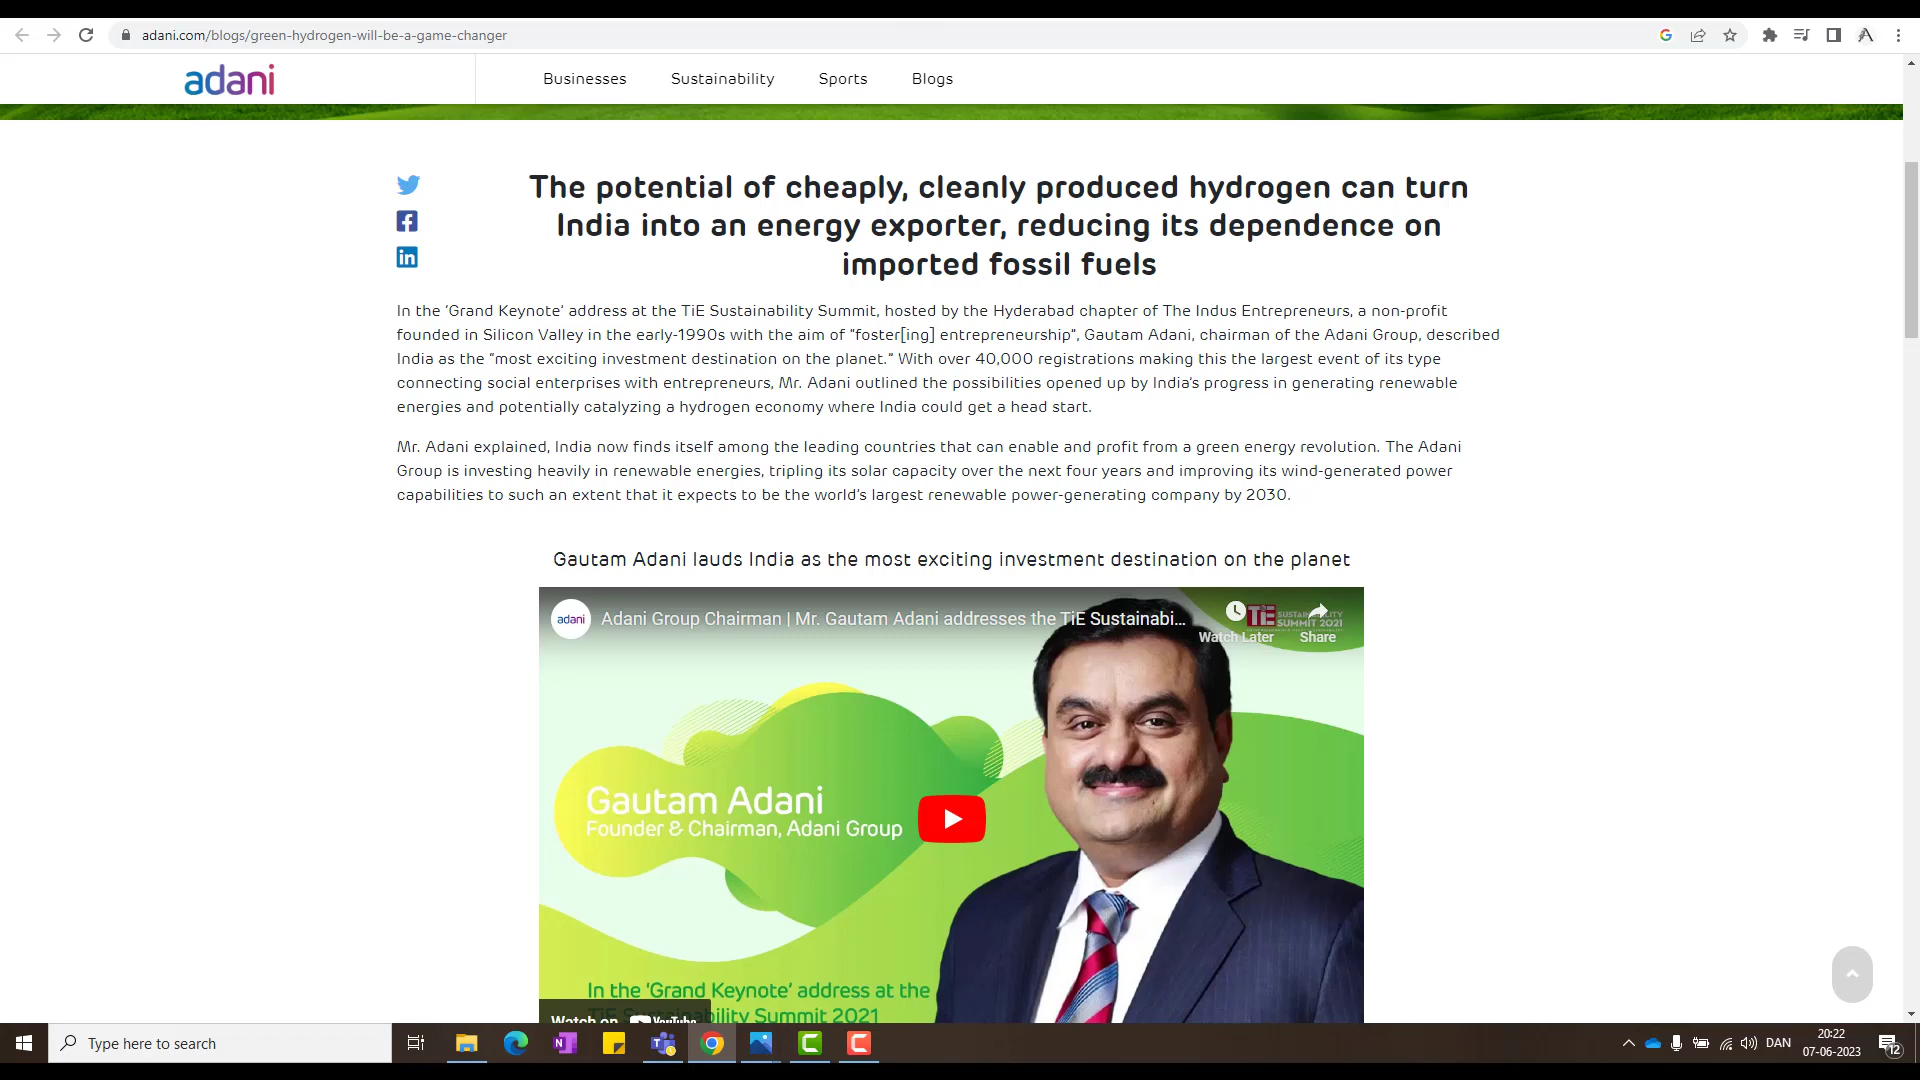 adani.com/blogs/green-hydrogen-will-be-a-game-changer
adani
Businesses
Sustainability
Sports
Blogs
The potential of cheaply, cleanly produced hydrogen can turn
India into an energy exporter, reducing its dependence on
imported fossil fuels
In the ‘Grand Keynote’ address at the TiE Sustainability Summit, hosted by the Hyderabad chapter of The Indus Entrepreneurs, a non-profit
founded in Silicon Valley in the early-1990s with the aim of “foster[ing] entrepreneurship”, Gautam Adani, chairman of the Adani Group, described
India as the “most exciting investment destination on the planet.” With over 40,000 registrations making this the largest event of its type
connecting social enterprises with entrepreneurs, Mr. Adani outlined the possibilities opened up by India’s progress in generating renewable
energies and potentially catalyzing a hydrogen economy where India could get a head start.
Mr. Adani explained, India now finds itself among the leading countries that can enable and profit from a green energy revolution. The Adani
Group is investing heavily in renewable energies, tripling its solar capacity over the next four years and improving its wind-generated power
capabilities to such an extent that it expects to be the world’s largest renewable power-generating company by 2030.
Gautam Adani lauds India as the most exciting investment destination on the planet
adani
Adani Group Chairman | Mr. Gautam Adani addresses the TiE Sustainabi...
Watch Later
Share
TiE SUSTAINABILITY
SUMMIT 2021
Gautam Adani
Founder & Chairman, Adani Group
In the ‘Grand Keynote’ address at the
TiE Sustainability Summit 2021
Watch on YouTube
Type here to search
DAN
20:22
07-06-2023
12